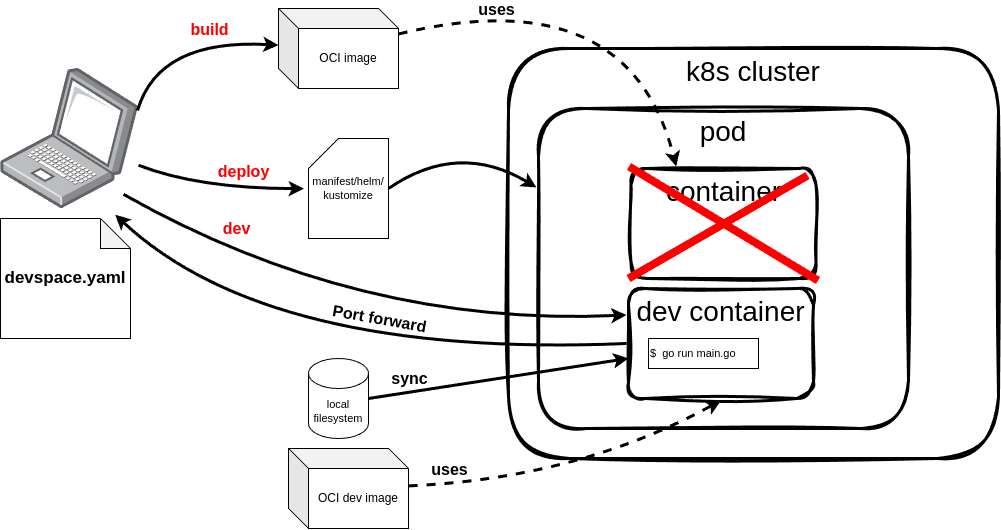 uses
build
OCI image
k8s cluster
pod
deploy
manifest/helm/
kustomize
container
dev
devspace.yaml
Port forward
dev container
$ go run main.go
sync
local
filesystem
uses
OCI dev image